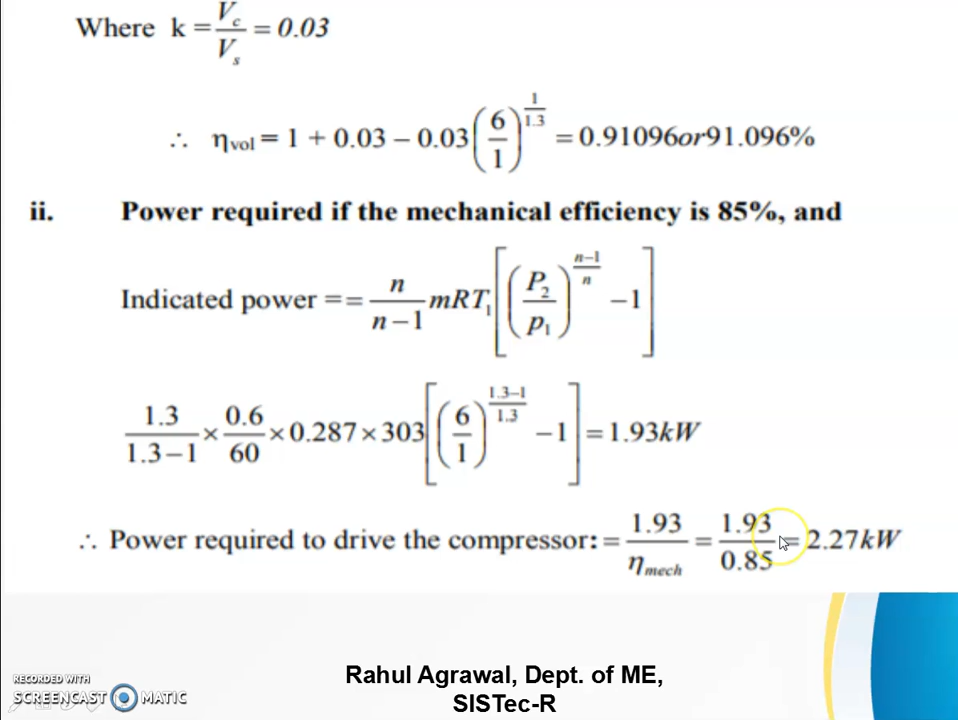 Where k = V_c / V_s = 0.03
∴ η_vol = 1 + 0.03 – 0.03 (6/1)^(1/1.3) = 0.91096or91.096%
ii. Power required if the mechanical efficiency is 85%, and
Indicated power == n/(n–1) mRT_1 [(P_2/p_1)^((n–1)/n) –1]
1.3/(1.3–1) × 0.6/60 × 0.287 × 303 [(6/1)^((1.3–1)/1.3) –1] = 1.93kW
∴ Power required to drive the compressor: = 1.93/η_mech = 1.93/0.85 = 2.27kW
Rahul Agrawal, Dept. of ME,
SISTec-R
RECORDED WITH
SCREENCAST MATIC